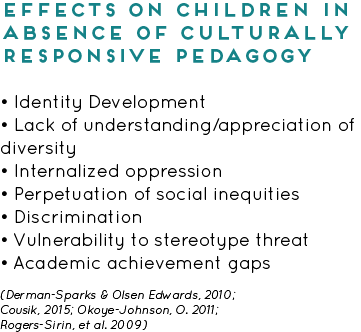 EFFECTS ON CHILDREN IN
ABSENCE OF CULTURALLY
RESPONSIVE PEDAGOGY
• Identity Development
• Lack of understanding/appreciation of
diversity
• Internalized oppression
• Perpetuation of social inequities
• Discrimination
• Vulnerability to stereotype threat
• Academic achievement gaps
(Derman-Sparks & Olsen Edwards, 2010;
Cousik, 2015; Okoye-Johnson, O. 2011;
Rogers-Sirin, et al. 2009)